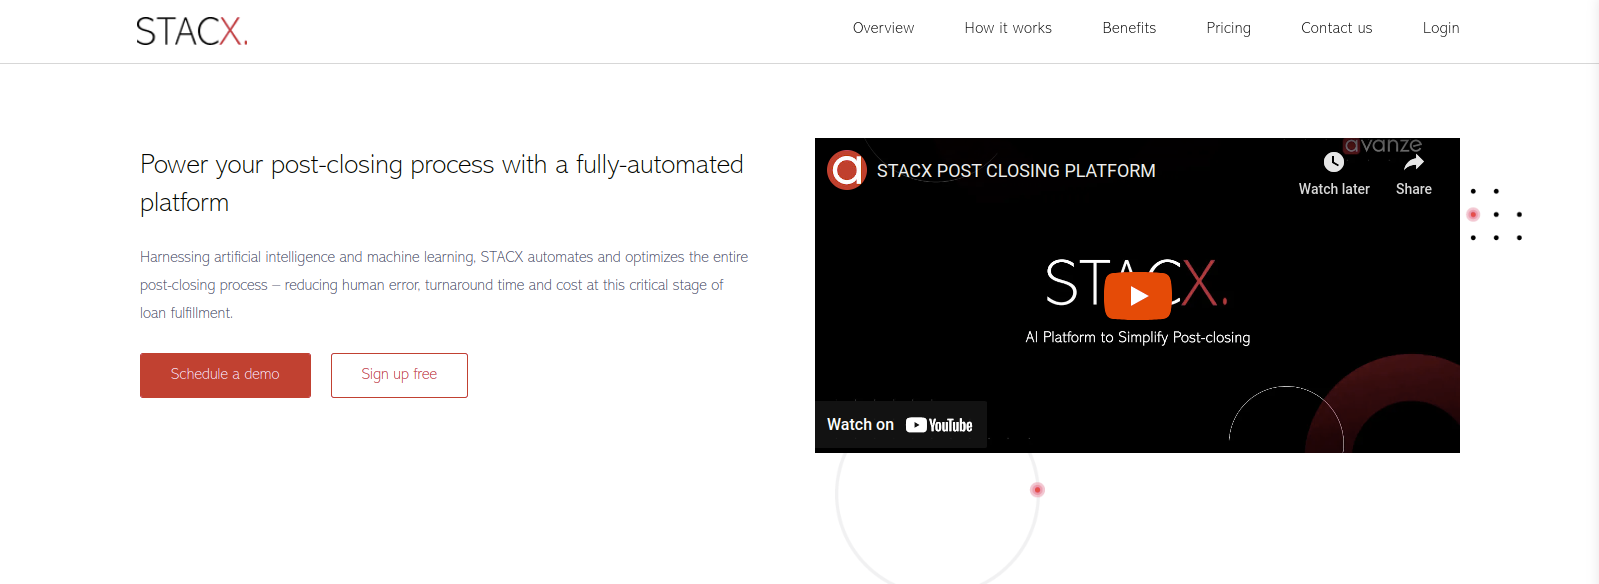 STACX.
Overview
How it works
Benefits
Pricing
Contact us
Login
Power your post-closing process with a fully-automated
platform
Harnessing artificial intelligence and machine learning, STACX automates and optimizes the entire
post-closing process – reducing human error, turnaround time and cost at this critical stage of
loan fulfillment.
Schedule a demo
Sign up free
avanze
a
STACX POST CLOSING PLATFORM
Watch later
Share
STACX.
AI Platform to Simplify Post-closing
Watch on YouTube